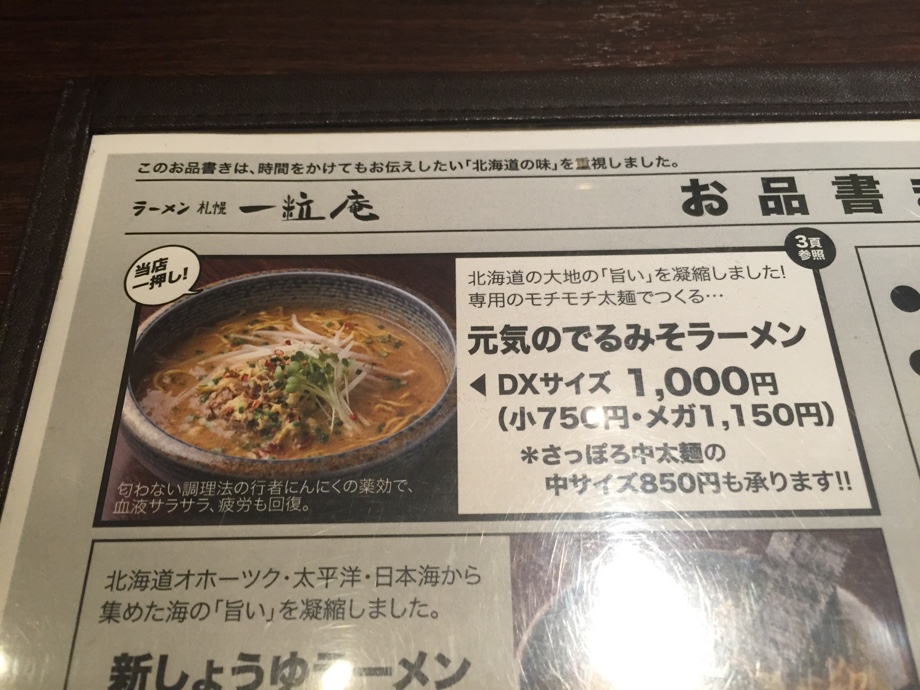 このお品書きは、時間をかけてもお伝えしたい「北海道の味」を重視しました。
ラーメン 札幌 一粒庵
お品書き
当店
一押し!
3頁
参照
北海道の大地の「旨い」を凝縮しました!
専用のモチモチ太麺でつくる…
元気のでるみそラーメン
◀DXサイズ 1,000円
(小750円・メガ1,150円)
＊さっぽろ中太麺の
中サイズ850円も承ります!!
匂わない調理法の行者にんにくの薬効で、
血液サラサラ、疲労も回復。
北海道オホーツク・太平洋・日本海から
集めた海の「旨い」を凝縮しました。
新しょうゆラーメン